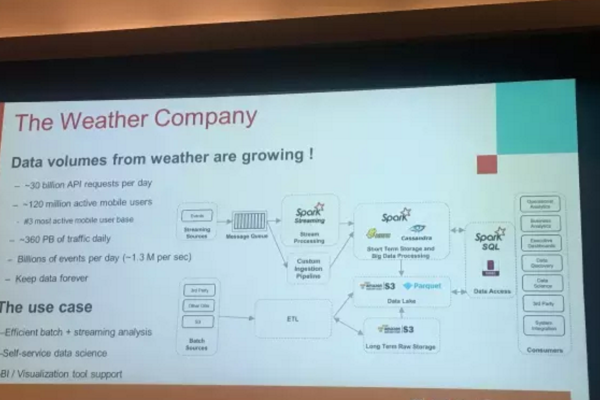 The Weather Company
Data volumes from weather are growing !
– ~30 billion API requests per day
– ~120 million active mobile users
– #3 most active mobile user base
– ~360 PB of traffic daily
– Billions of events per day (~1.3 M per sec)
– Keep data forever
The use case
–Efficient batch + streaming analysis
–Self-service data science
–BI / Visualization tool support
Events
Streaming
Sources
Message Queue
Spark
Streaming
Stream
Processing
Custom
Ingestion
Pipeline
Spark
Cassandra
Short Term Storage and
Big Data Processing
Spark
SQL
Data Access
3rd Party
Other Data
S3
Batch
Sources
ETL
S3
Parquet
Data Lake
S3
Long Term Raw Storage
Operational
Analytics
Business
Analytics
Executive
Dashboards
Data
Discovery
Data
Science
3rd Party
System
Integration
Consumers